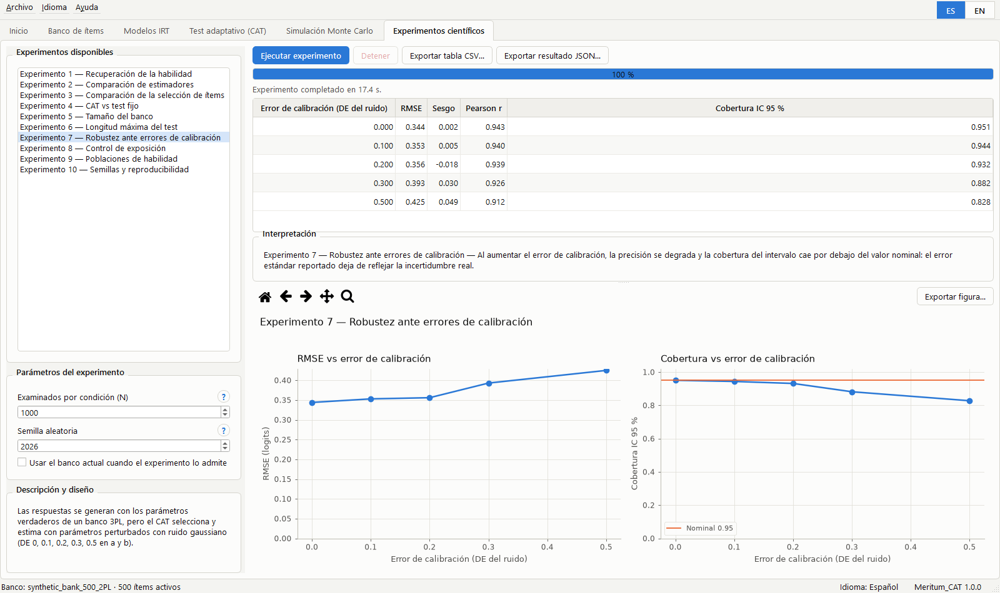 Archivo Idioma Ayuda
ES EN
Inicio Banco de ítems Modelos IRT Test adaptativo (CAT) Simulación Monte Carlo Experimentos científicos
Experimentos disponibles
Experimento 1 — Recuperación de la habilidad
Experimento 2 — Comparación de estimadores
Experimento 3 — Comparación de la selección de ítems
Experimento 4 — CAT vs test fijo
Experimento 5 — Tamaño del banco
Experimento 6 — Longitud máxima del test
Experimento 7 — Robustez ante errores de calibración
Experimento 8 — Control de exposición
Experimento 9 — Poblaciones de habilidad
Experimento 10 — Semillas y reproducibilidad
Parámetros del experimento
Examinados por condición (N) ?
1000
Semilla aleatoria ?
2026
Usar el banco actual cuando el experimento lo admite
Descripción y diseño
Las respuestas se generan con los parámetros
verdaderos de un banco 3PL, pero el CAT selecciona y
estima con parámetros perturbados con ruido gaussiano
(DE 0, 0.1, 0.2, 0.3, 0.5 en a y b).
Ejecutar experimento Detener Exportar tabla CSV... Exportar resultado JSON...
100 %
Experimento completado en 17.4 s.
Error de calibración (DE del ruido) RMSE Sesgo Pearson r Cobertura IC 95 %
0.000 0.344 0.002 0.943 0.951
0.100 0.353 0.005 0.940 0.944
0.200 0.356 -0.018 0.939 0.932
0.300 0.393 0.030 0.926 0.882
0.500 0.425 0.049 0.912 0.828
Interpretación
Experimento 7 — Robustez ante errores de calibración — Al aumentar el error de calibración, la precisión se degrada y la cobertura del intervalo cae por debajo del valor nominal: el error
estándar reportado deja de reflejar la incertidumbre real.
Exportar figura...
Experimento 7 — Robustez ante errores de calibración
RMSE vs error de calibración
RMSE (logits)
0.40
0.35
0.30
0.25
0.20
0.15
0.10
0.05
0.00
0.0 0.1 0.2 0.3 0.4 0.5
Error de calibración (DE del ruido)
Cobertura vs error de calibración
Cobertura IC 95 %
1.0
0.8
0.6
0.4
0.2
0.0
Nominal 0.95
0.0 0.1 0.2 0.3 0.4 0.5
Error de calibración (DE del ruido)
Banco: synthetic_bank_500_2PL · 500 ítems activos
Idioma: Español Meritum_CAT 1.0.0